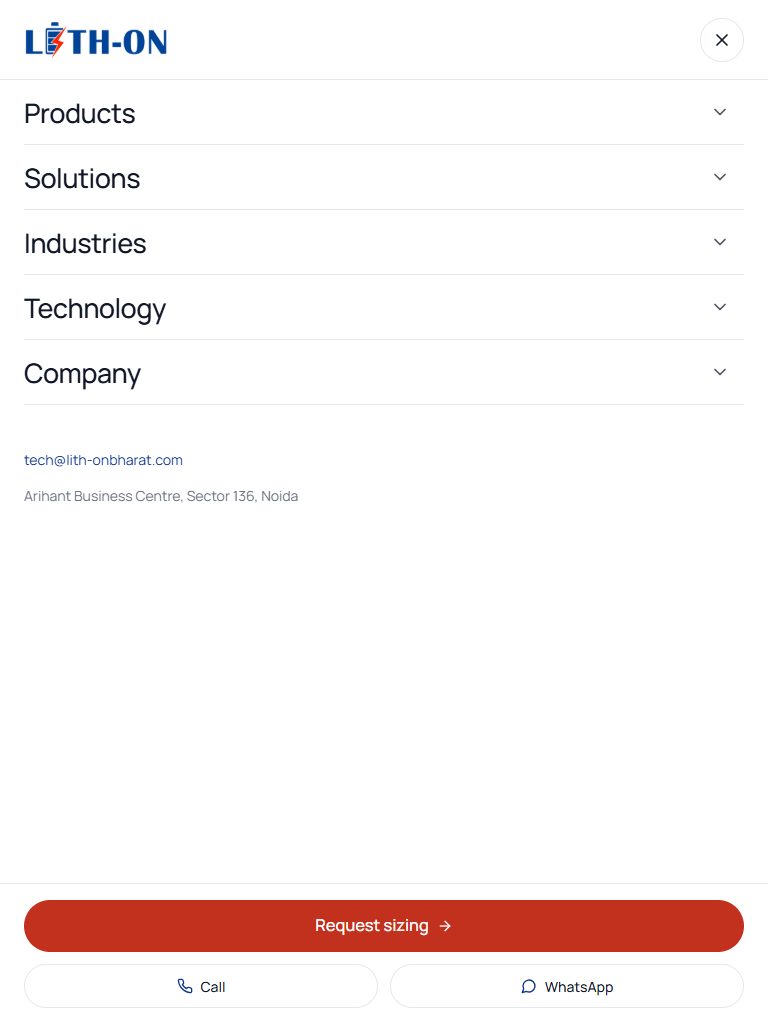 LITH-ON
Products
Solutions
Industries
Technology
Company
tech@lith-onbharat.com
Arihant Business Centre, Sector 136, Noida
Request sizing
Call
WhatsApp